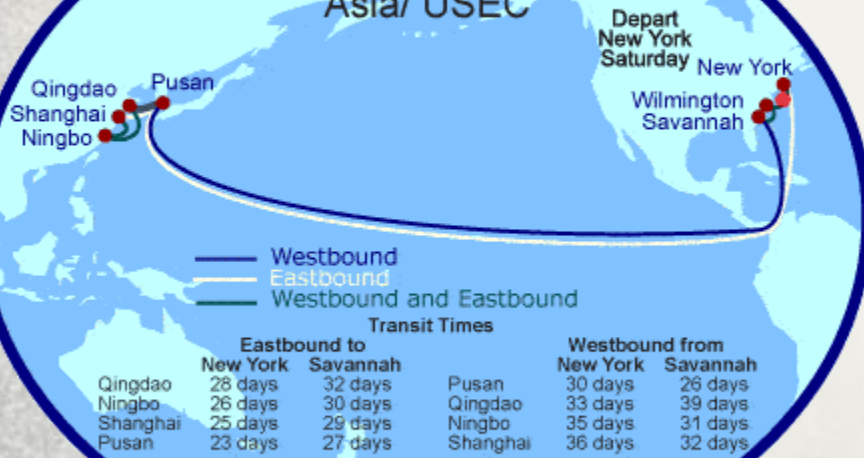 Asia/ USEC
Depart
New York
Saturday
New York
Qingdao
Pusan
Shanghai
Ningbo
Wilmington
Savannah
Westbound
Eastbound
Westbound and Eastbound
Transit Times
Eastbound to Westbound from
New York Savannah New York Savannah
Qingdao 28 days 32 days Pusan 30 days 26 days
Ningbo 26 days 30 days Qingdao 33 days 39 days
Shanghai 25 days 29 days Ningbo 35 days 31 days
Pusan 23 days 27 days Shanghai 36 days 32 days